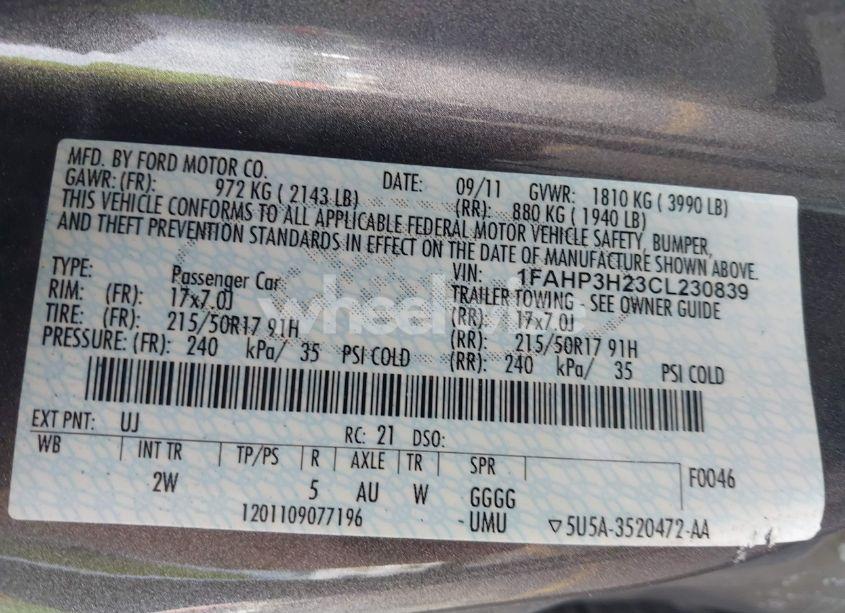 MFD. BY FORD MOTOR CO.
DATE: 09/11 GVWR: 1810 KG ( 3990 LB)
GAWR: (FR): 972 KG ( 2143 LB) (RR): 880 KG ( 1940 LB)
THIS VEHICLE CONFORMS TO ALL APPLICABLE FEDERAL MOTOR VEHICLE SAFETY, BUMPER,
AND THEFT PREVENTION STANDARDS IN EFFECT ON THE DATE OF MANUFACTURE SHOWN ABOVE.
VIN: 1FAHP3H23CL230839
TYPE: Passenger Car TRAILER TOWING - SEE OWNER GUIDE
RIM: (FR): 17x7.0J (RR): 17x7.0J
TIRE: (FR): 215/50R17 91H (RR): 215/50R17 91H
PRESSURE: (FR): 240 kPa/ 35 PSI COLD (RR): 240 kPa/ 35 PSI COLD
wheelwise
EXT PNT: UJ RC: 21 DSO:
WB INT TR TP/PS R AXLE TR SPR F0046
2W 5 AU W GGGG
1201109077196 -UMU ▽5U5A-3520472-AA